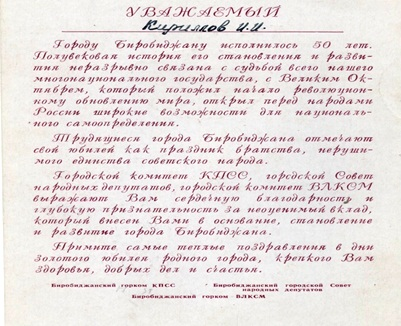 УВАЖАЕМЫЙ
Кириллов И.И.
Городу Биробиджану исполнилось 50 лет.
Полувековая история его становления и разви-
тия неразрывно связана с судьбой всего нашего
многонационального государства, с Великим Ок-
тябрем, который положил начало революцион-
ному обновлению мира, открыл перед народами
России широкие возможности для националь-
ного самоопределения.
Трудящиеся города Биробиджана отмечают
свой юбилей как праздник братства, неруши-
мого единства советского народа.
Городской комитет КПСС, городской Совет
народных депутатов, городской комитет ВЛКСМ
выражают Вам сердечную благодарность и
глубокую признательность за неоценимый вклад,
который внесен Вами в основание, становление
и развитие города Биробиджана.
Примите самые теплые поздравления в дни
золотого юбилея родного города, крепкого Вам
здоровья, добрых дел и счастья.
Биробиджанский горком КПСС Биробиджанский городской Совет
народных депутатов
Биробиджанский горком ВЛКСМ